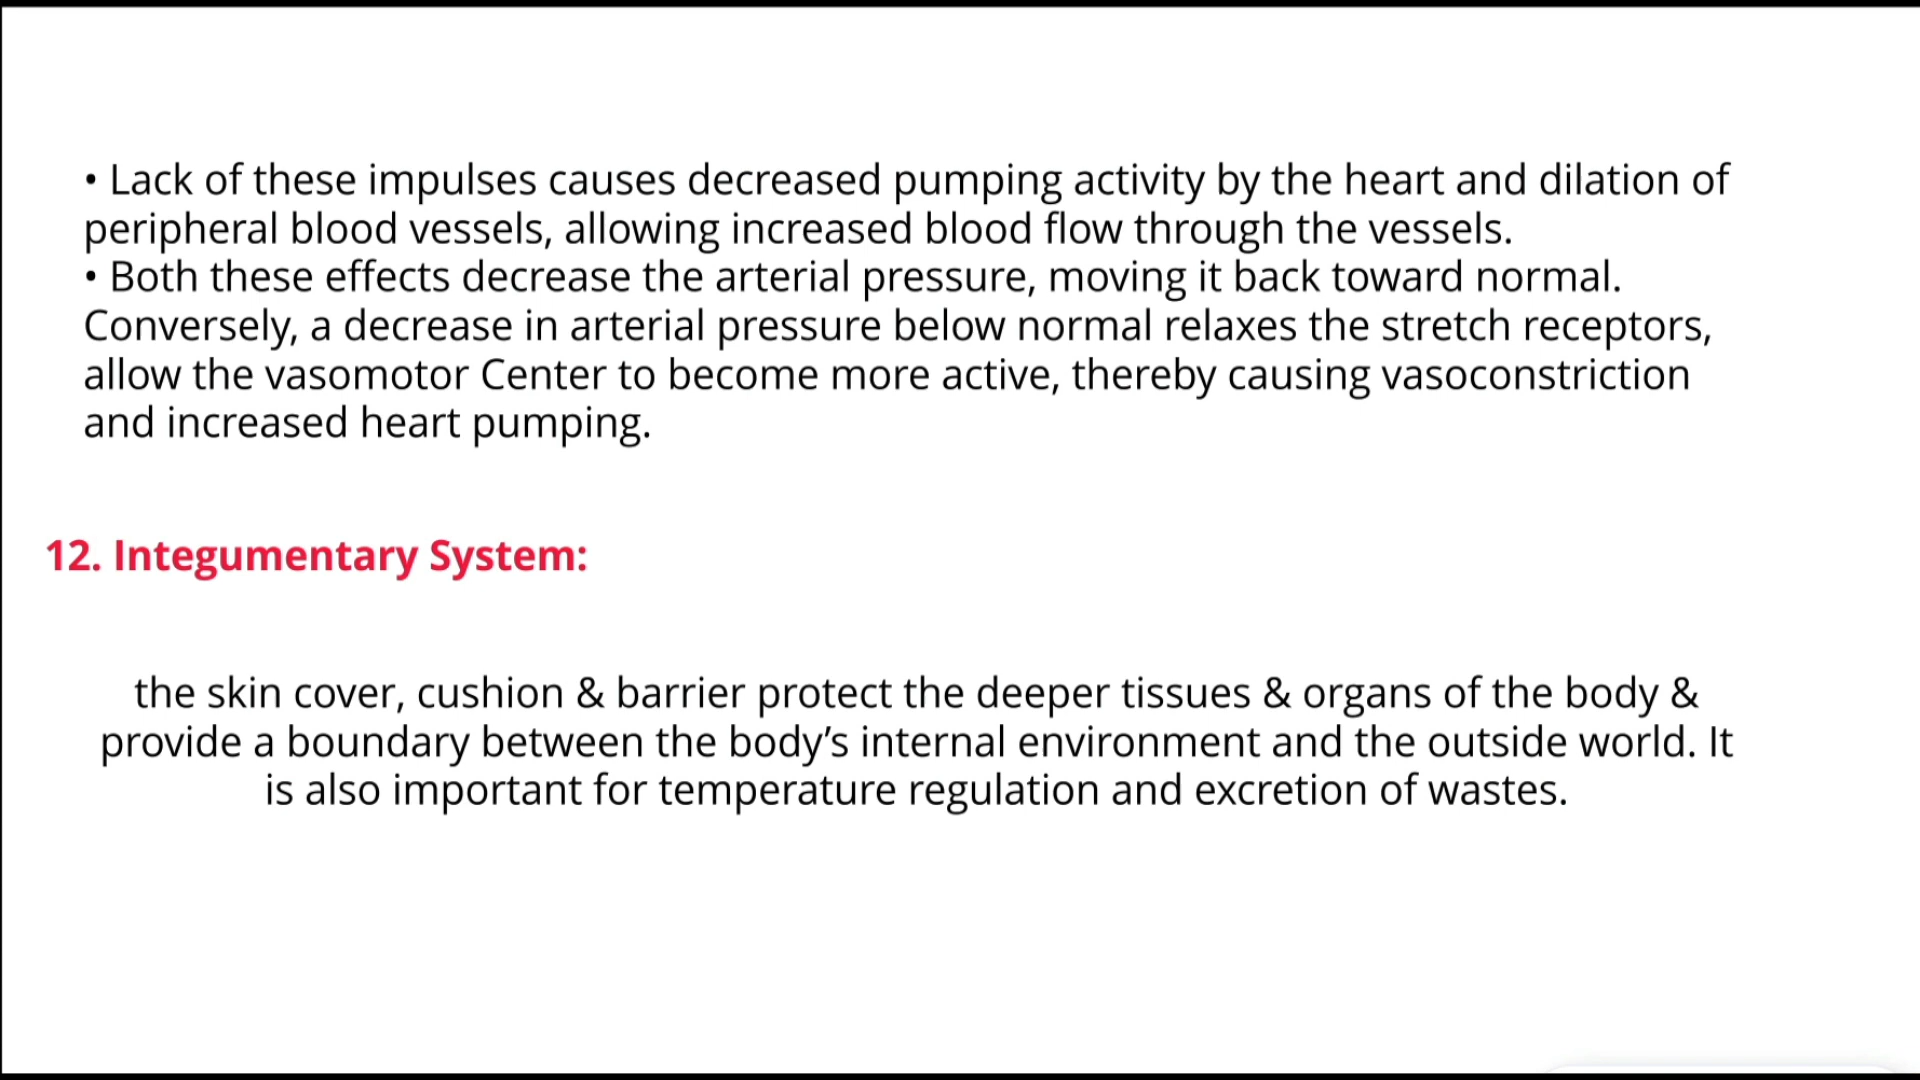 • Lack of these impulses causes decreased pumping activity by the heart and dilation of
peripheral blood vessels, allowing increased blood flow through the vessels.
• Both these effects decrease the arterial pressure, moving it back toward normal.
Conversely, a decrease in arterial pressure below normal relaxes the stretch receptors,
allow the vasomotor Center to become more active, thereby causing vasoconstriction
and increased heart pumping.
12. Integumentary System:
the skin cover, cushion & barrier protect the deeper tissues & organs of the body &
provide a boundary between the body’s internal environment and the outside world. It
is also important for temperature regulation and excretion of wastes.